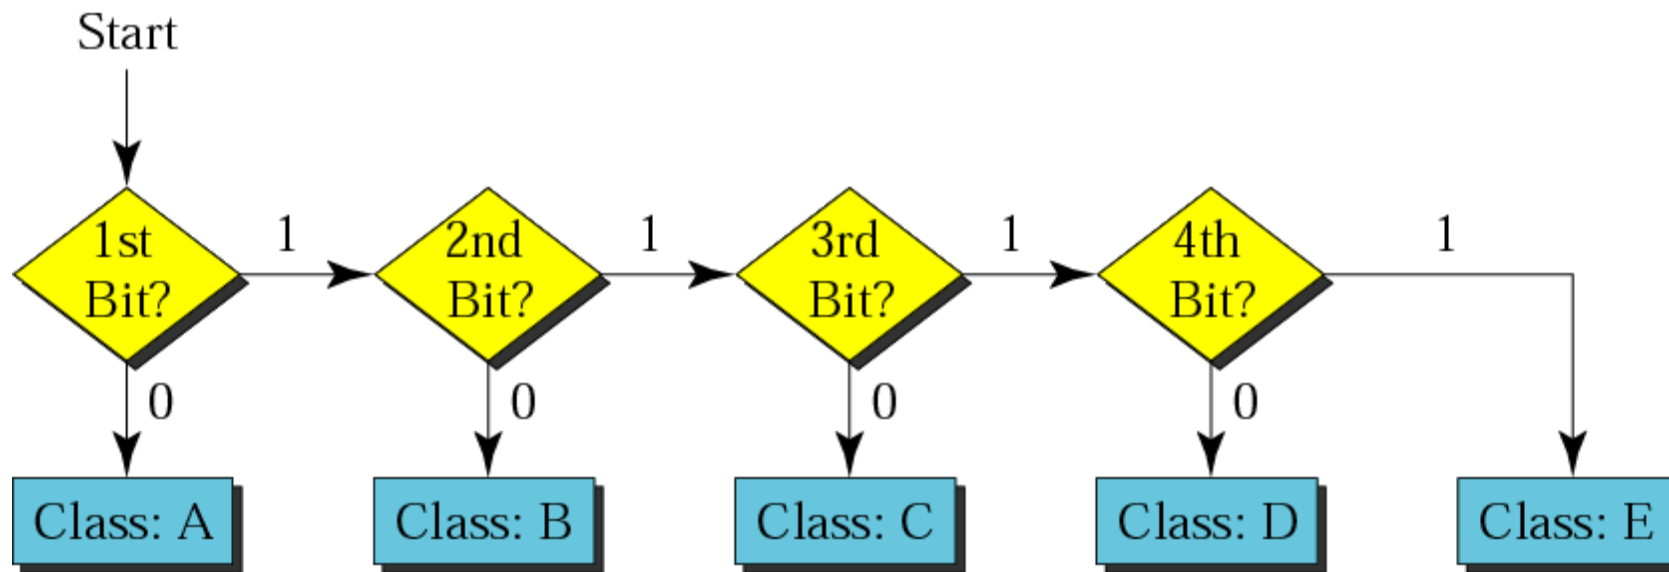 Start
1st
Bit?
1
2nd
Bit?
1
3rd
Bit?
1
4th
Bit?
1
0
0
0
0
Class: A
Class: B
Class: C
Class: D
Class: E